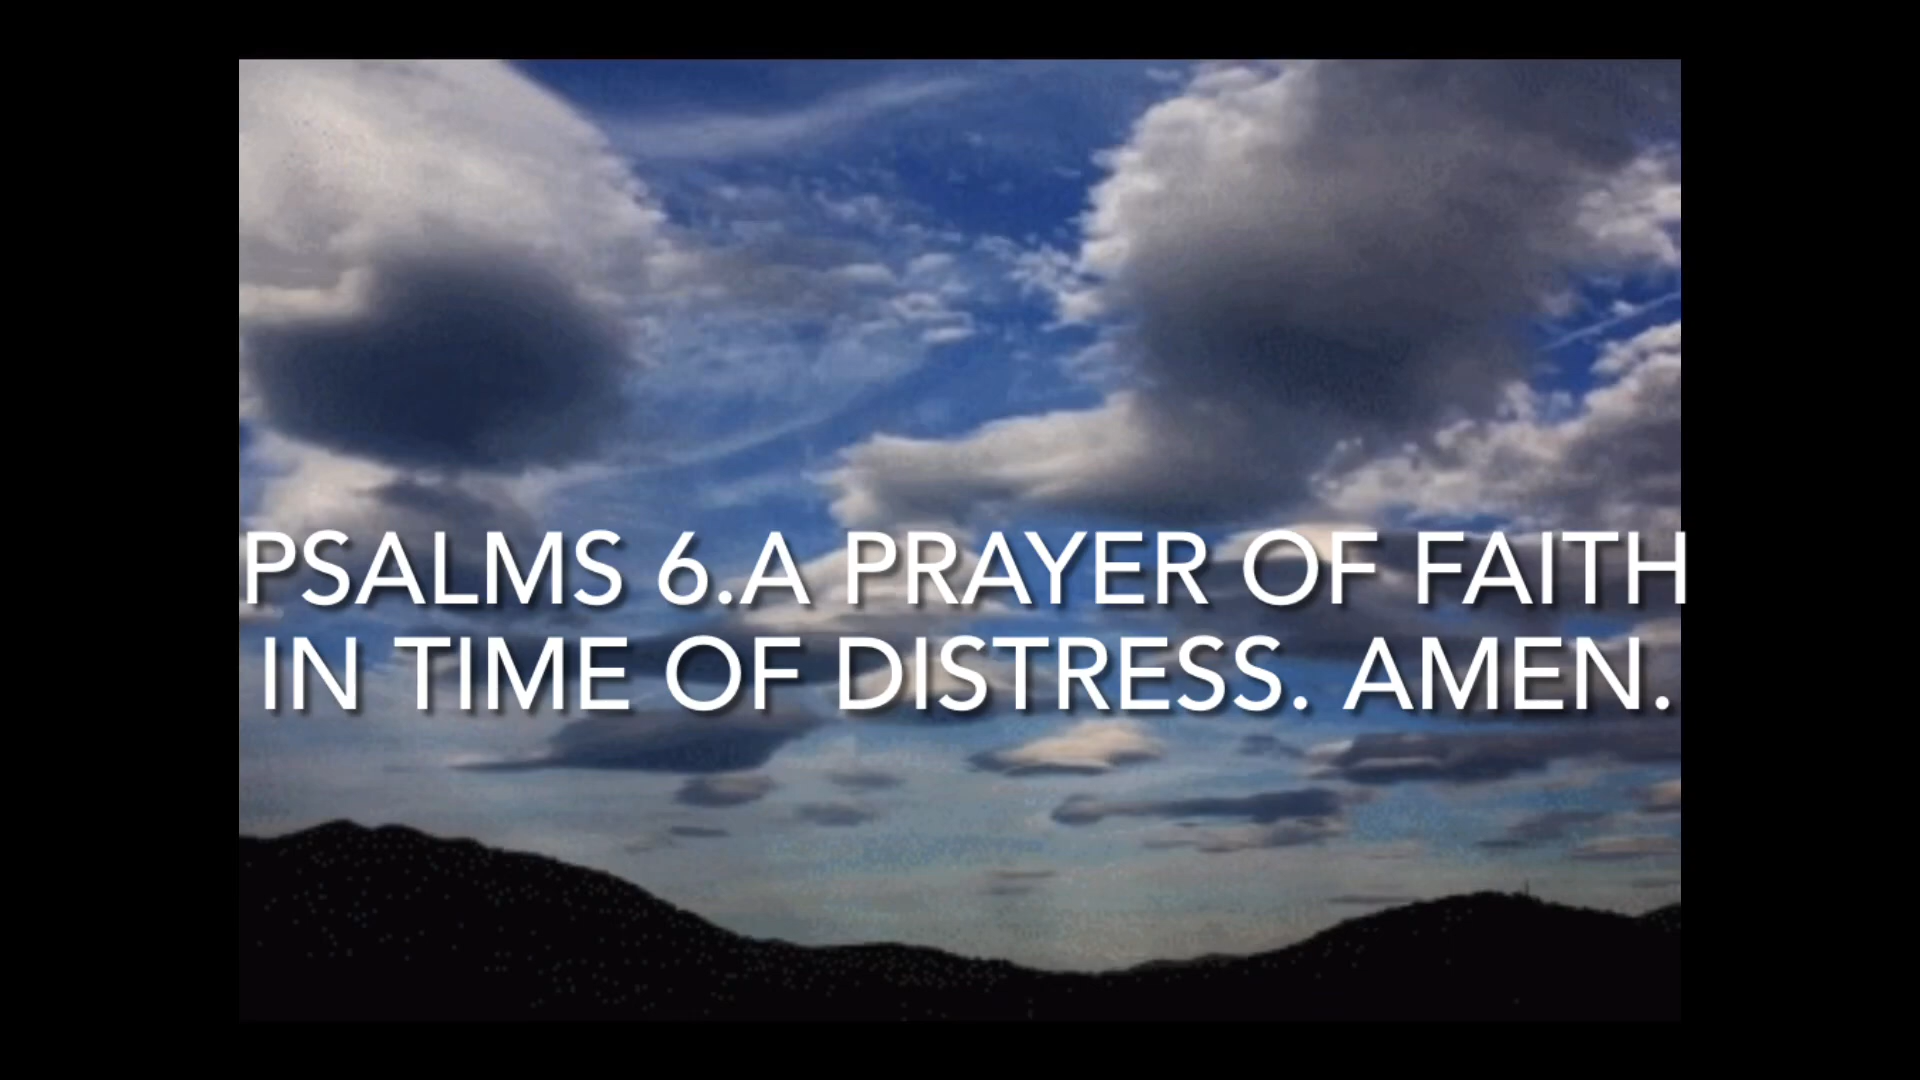 PSALMS 6.A PRAYER OF FAITH
IN TIME OF DISTRESS. AMEN.